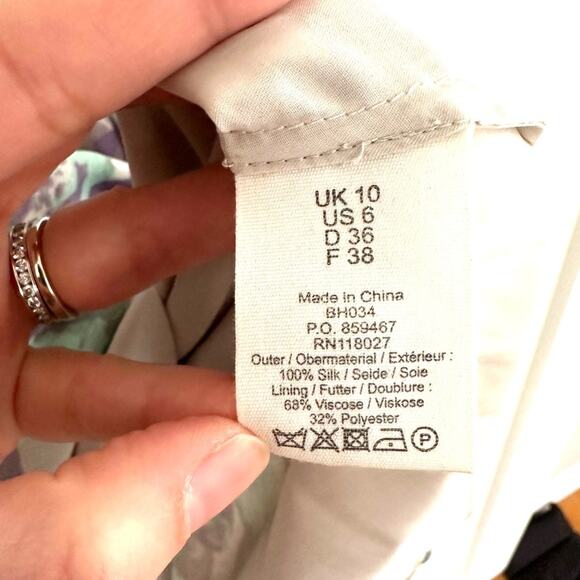 UK 10
US 6
D 36
F 38
Made in China
BH034
P.O. 859467
RN118027
Outer / Obermaterial / Extérieur :
100% Silk / Seide / Soie
Lining / Futter / Doublure :
68% Viscose / Viskose
32% Polyester
P